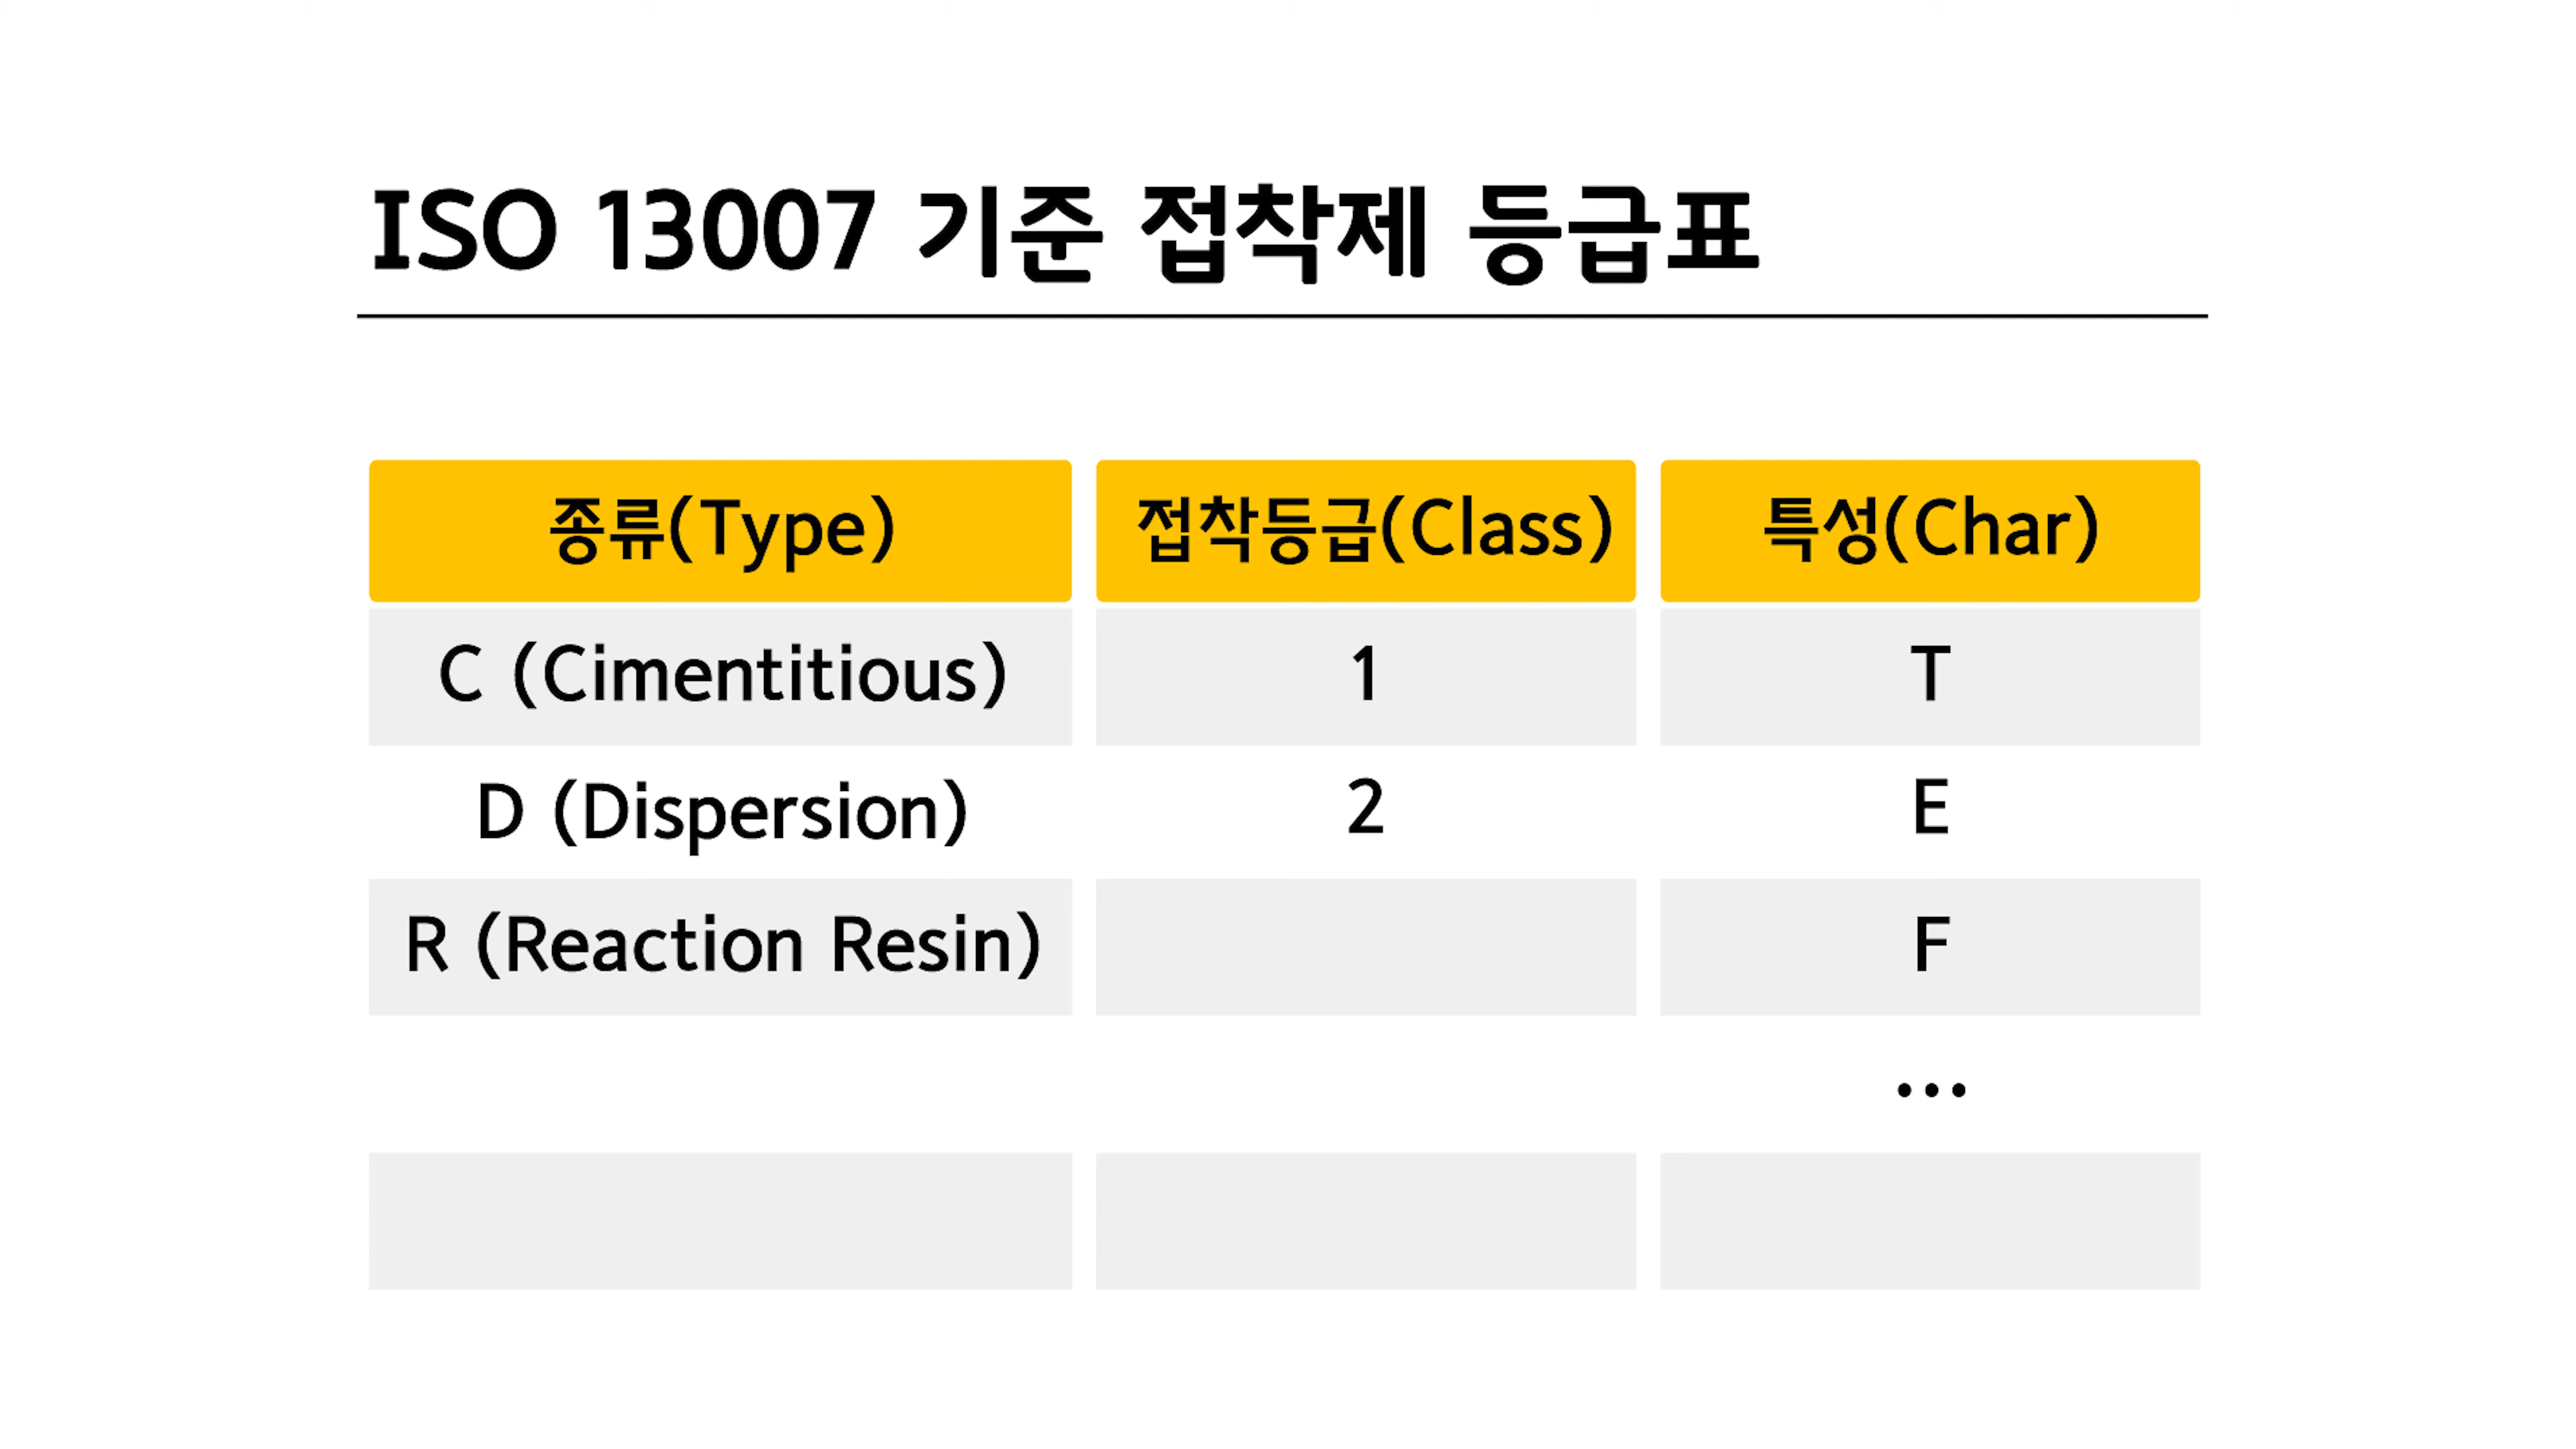 ISO 13007 기준 접착제 등급표
종류(Type) 접착등급(Class) 특성(Char)
C (Cimentitious) 1 T
D (Dispersion) 2 E
R (Reaction Resin) F
...